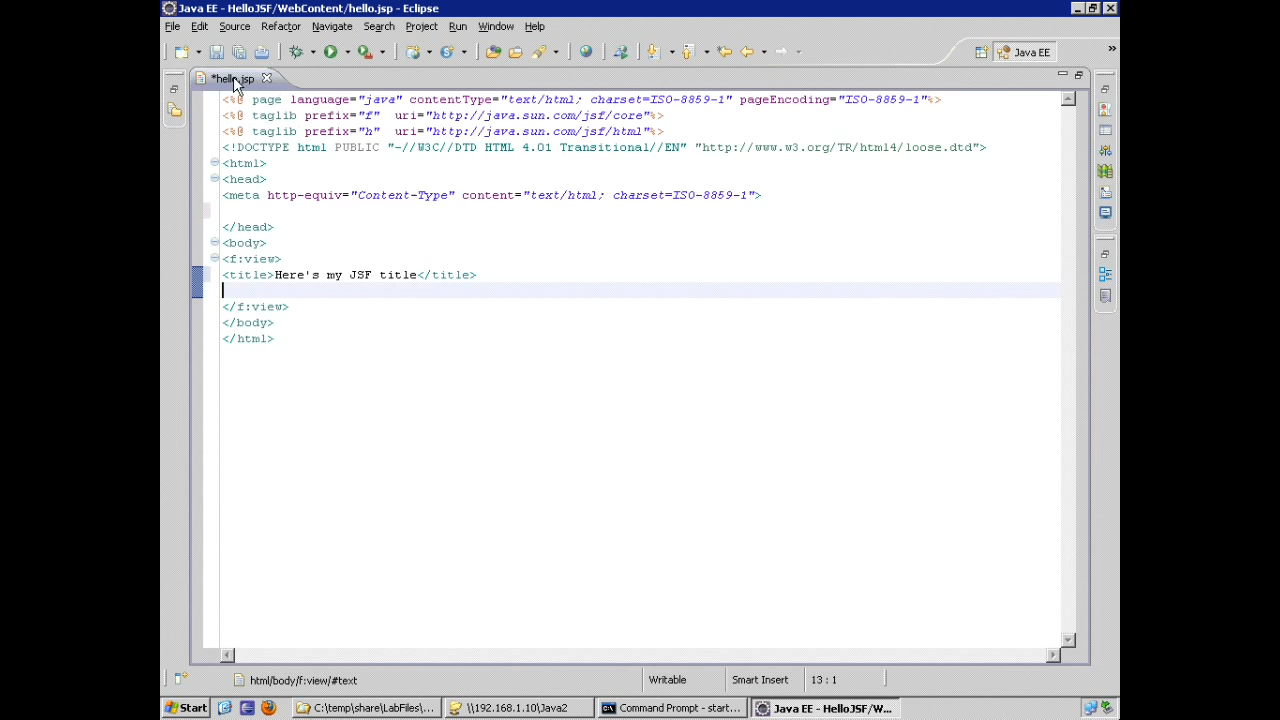 Java EE - HelloJSF/WebContent/hello.jsp - Eclipse
File Edit Source Refactor Navigate Search Project Run Window Help
Java EE
*hello.jsp
<%@ page language="java" contentType="text/html; charset=ISO-8859-1" pageEncoding="ISO-8859-1"%>
<%@ taglib prefix="f"  uri="http://java.sun.com/jsf/core"%>
<%@ taglib prefix="h"  uri="http://java.sun.com/jsf/html"%>
<!DOCTYPE html PUBLIC "-//W3C//DTD HTML 4.01 Transitional//EN" "http://www.w3.org/TR/html4/loose.dtd">
<html>
<head>
<meta http-equiv="Content-Type" content="text/html; charset=ISO-8859-1">
</head>
<body>
<f:view>
<title>Here's my JSF title</title>
</f:view>
</body>
</html>
html/body/f:view/#text Writable Smart Insert 13 : 1
Start C:\temp\share\LabFiles\... \\192.168.1.10\Java2 Command Prompt - start... Java EE - HelloJSF/W...